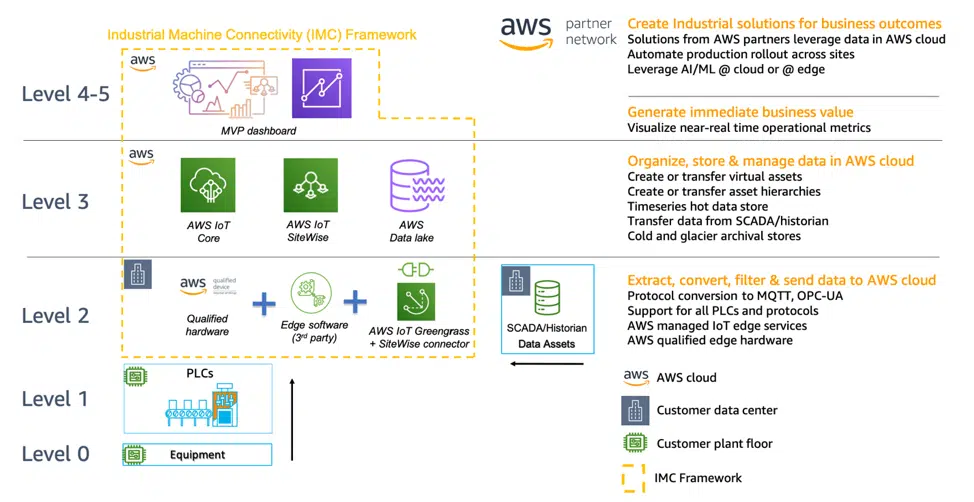 Industrial Machine Connectivity (IMC) Framework
aws
Level 4-5
MVP dashboard
aws partner
network
Create Industrial solutions for business outcomes
Solutions from AWS partners leverage data in AWS cloud
Automate production rollout across sites
Leverage AI/ML @ cloud or @ edge
Generate immediate business value
Visualize near-real time operational metrics
aws
Level 3
AWS IoT
Core
AWS IoT
SiteWise
AWS
Data lake
Organize, store & manage data in AWS cloud
Create or transfer virtual assets
Create or transfer asset hierarchies
Timeseries hot data store
Transfer data from SCADA/historian
Cold and glacier archival stores
Level 2
aws qualified
device
Qualified
hardware
+
Edge software
(3rd party)
+
AWS IoT Greengrass
+ SiteWise connector
SCADA/Historian
Data Assets
Extract, convert, filter & send data to AWS cloud
Protocol conversion to MQTT, OPC-UA
Support for all PLCs and protocols
AWS managed IoT edge services
AWS qualified edge hardware
Level 1
PLCs
Level 0
Equipment
aws AWS cloud
Customer data center
Customer plant floor
IMC Framework